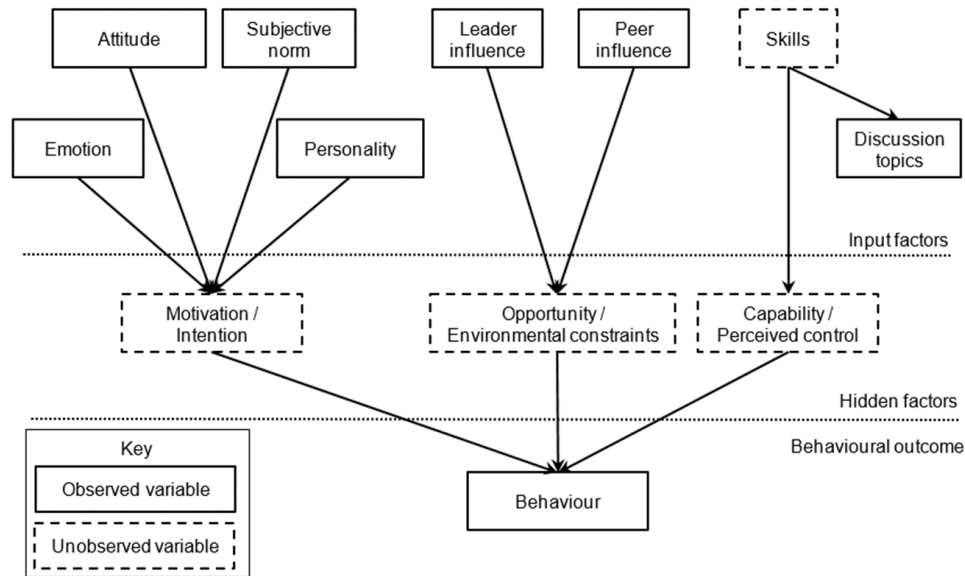 Attitude
Subjective
norm
Leader
influence
Peer
influence
Skills
Emotion
Personality
Discussion
topics
Input factors
Motivation /
Intention
Opportunity /
Environmental constraints
Capability /
Perceived control
Hidden factors
Behavioural outcome
Key
Observed variable
Unobserved variable
Behaviour